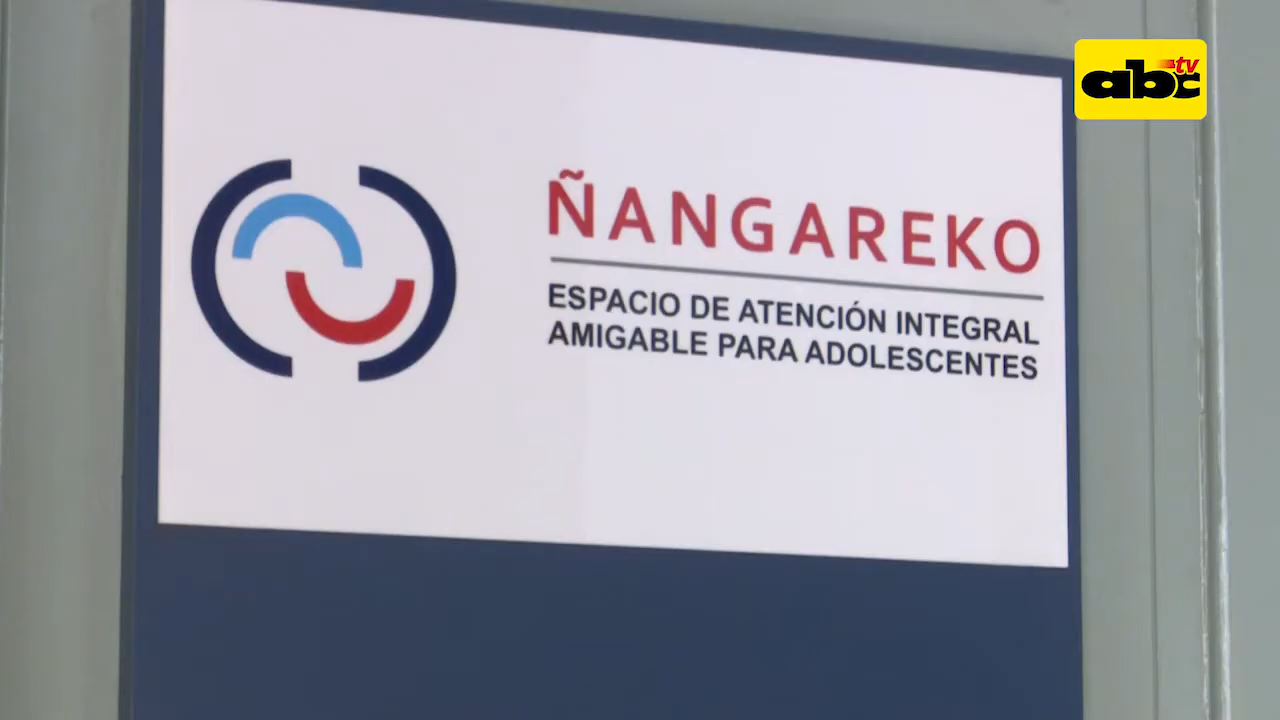 abc tv
ÑANGAREKO
ESPACIO DE ATENCIÓN INTEGRAL
AMIGABLE PARA ADOLESCENTES